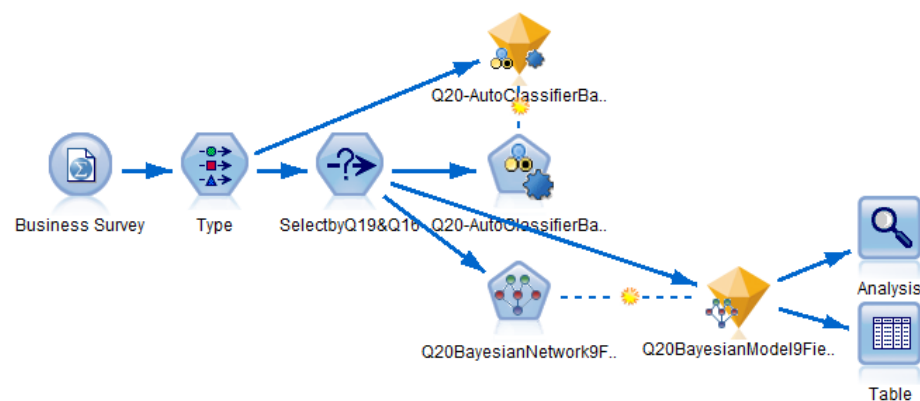 Q20-AutoClassifierBa..
Business Survey
Type
SelectbyQ19&Q16
Q20-AutoClassifierBa..
Analysis
Q20BayesianNetwork9F..
Q20BayesianModel9Fie..
Table